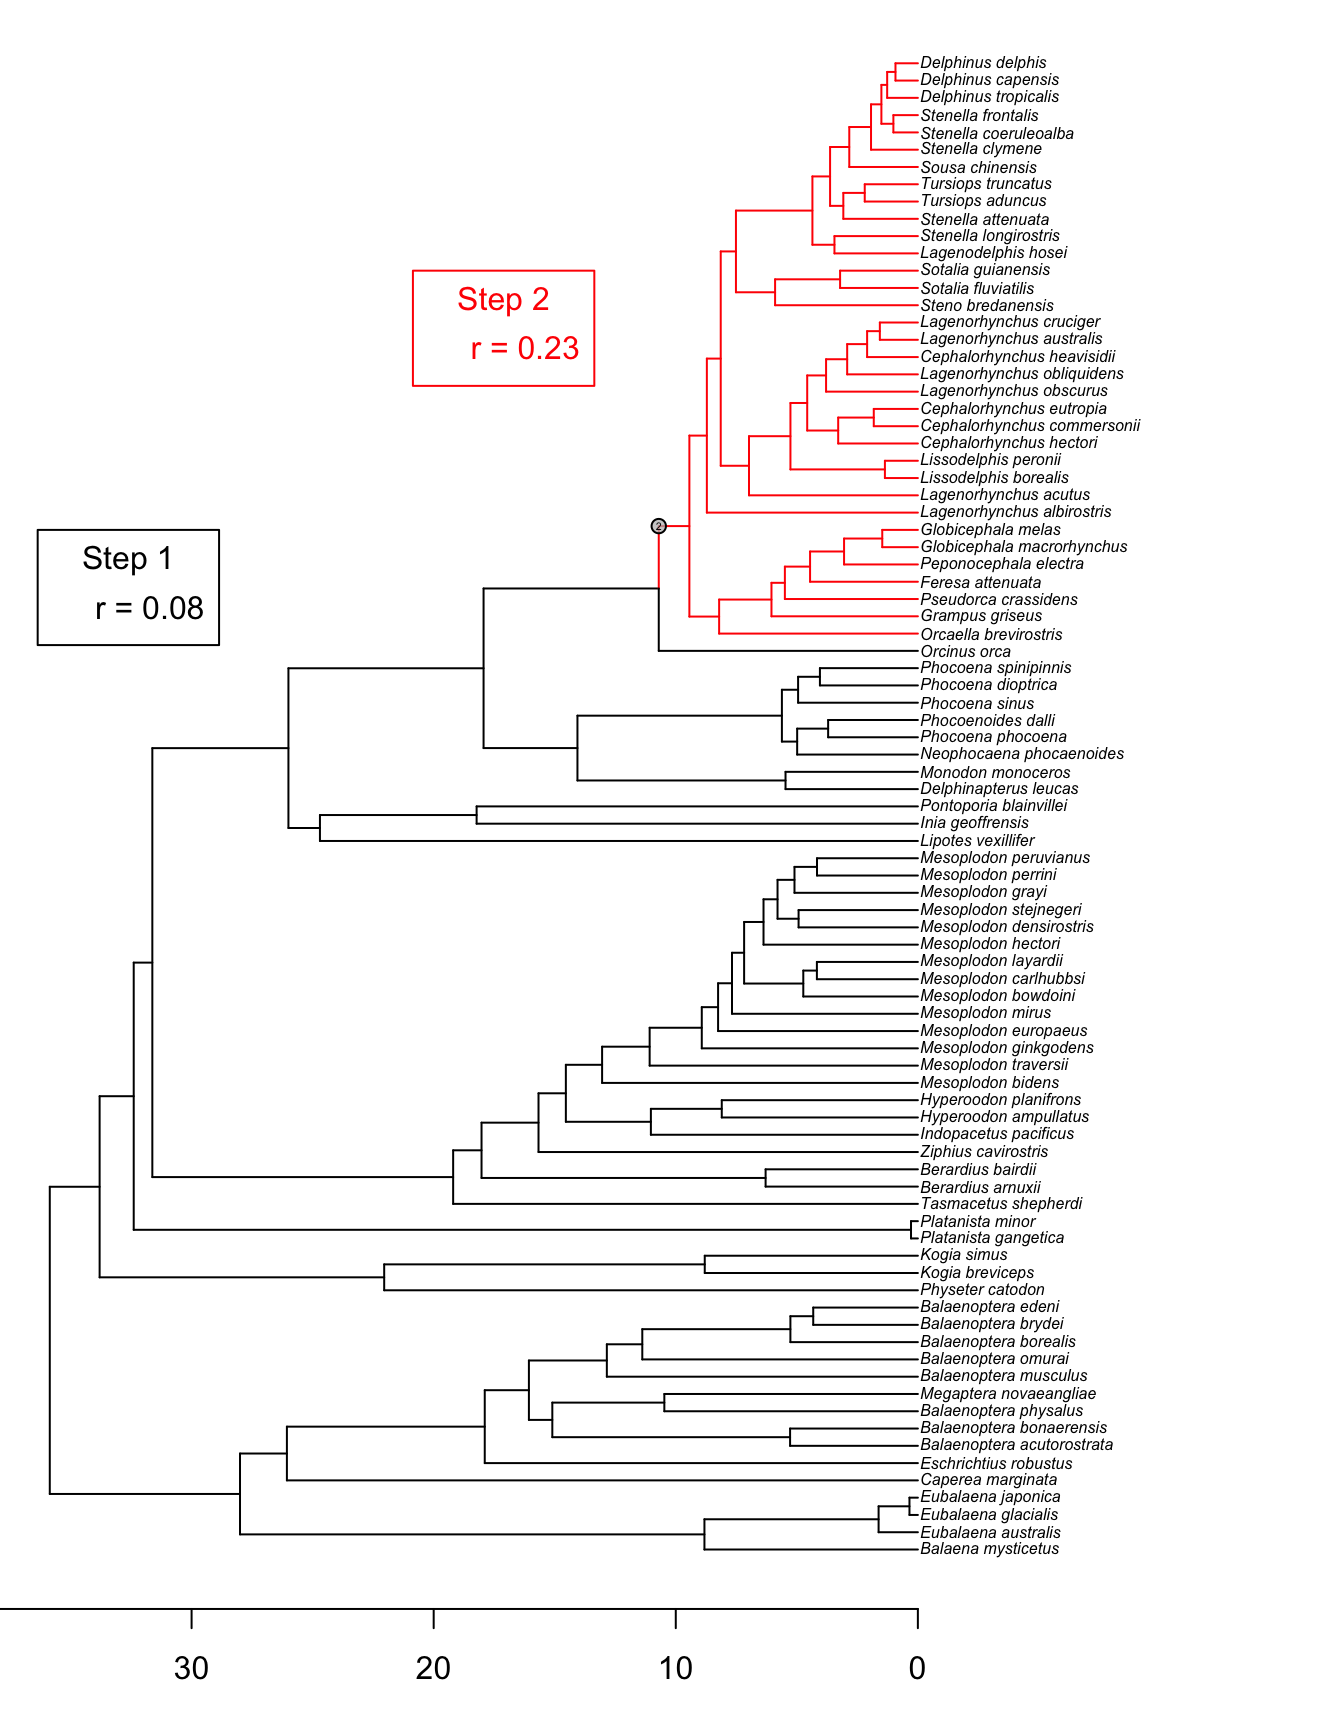 Delphinus delphis
Delphinus capensis
Delphinus tropicalis
Stenella frontalis
Stenella coeruleoalba
Stenella clymene
Sousa chinensis
Tursiops truncatus
Tursiops aduncus
Stenella attenuata
Stenella longirostris
Lagenodelphis hosei
Sotalia guianensis
Sotalia fluviatilis
Steno bredanensis
Step 2
r = 0.23
Lagenorhynchus cruciger
Lagenorhynchus australis
Cephalorhynchus heavisidii
Lagenorhynchus obliquidens
Lagenorhynchus obscurus
Cephalorhynchus eutropia
Cephalorhynchus commersonii
Cephalorhynchus hectori
Lissodelphis peronii
Lissodelphis borealis
Lagenorhynchus acutus
Lagenorhynchus albirostris
2
Globicephala melas
Globicephala macrorhynchus
Peponocephala electra
Feresa attenuata
Pseudorca crassidens
Grampus griseus
Orcaella brevirostris
Orcinus orca
Step 1
r = 0.08
Phocoena spinipinnis
Phocoena dioptrica
Phocoena sinus
Phocoenoides dalli
Phocoena phocoena
Neophocaena phocaenoides
Monodon monoceros
Delphinapterus leucas
Pontoporia blainvillei
Inia geoffrensis
Lipotes vexillifer
Mesoplodon peruvianus
Mesoplodon perrini
Mesoplodon grayi
Mesoplodon stejnegeri
Mesoplodon densirostris
Mesoplodon hectori
Mesoplodon layardii
Mesoplodon carlhubbsi
Mesoplodon bowdoini
Mesoplodon mirus
Mesoplodon europaeus
Mesoplodon ginkgodens
Mesoplodon traversii
Mesoplodon bidens
Hyperoodon planifrons
Hyperoodon ampullatus
Indopacetus pacificus
Ziphius cavirostris
Berardius bairdii
Berardius arnuxii
Tasmacetus shepherdi
Platanista minor
Platanista gangetica
Kogia simus
Kogia breviceps
Physeter catodon
Balaenoptera edeni
Balaenoptera brydei
Balaenoptera borealis
Balaenoptera omurai
Balaenoptera musculus
Megaptera novaeangliae
Balaenoptera physalus
Balaenoptera bonaerensis
Balaenoptera acutorostrata
Eschrichtius robustus
Caperea marginata
Eubalaena japonica
Eubalaena glacialis
Eubalaena australis
Balaena mysticetus
30 20 10 0